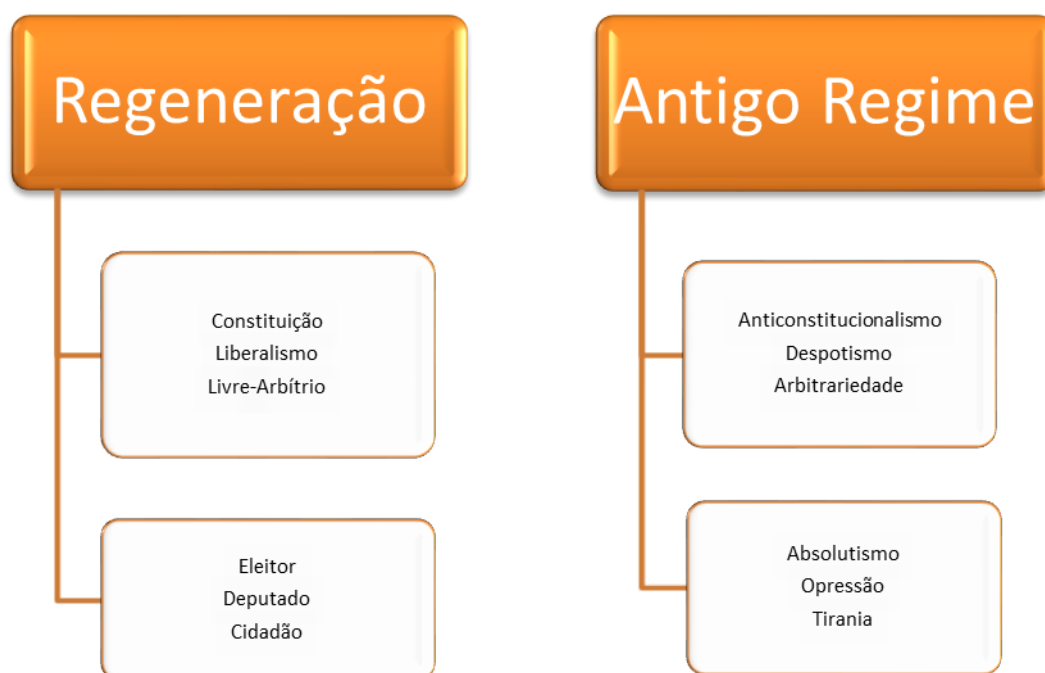 Regeneração
Constituição
Liberalismo
Livre-Arbítrio
Eleitor
Deputado
Cidadão
Antigo Regime
Anticonstitucionalismo
Despotismo
Arbitrariedade
Absolutismo
Opressão
Tirania